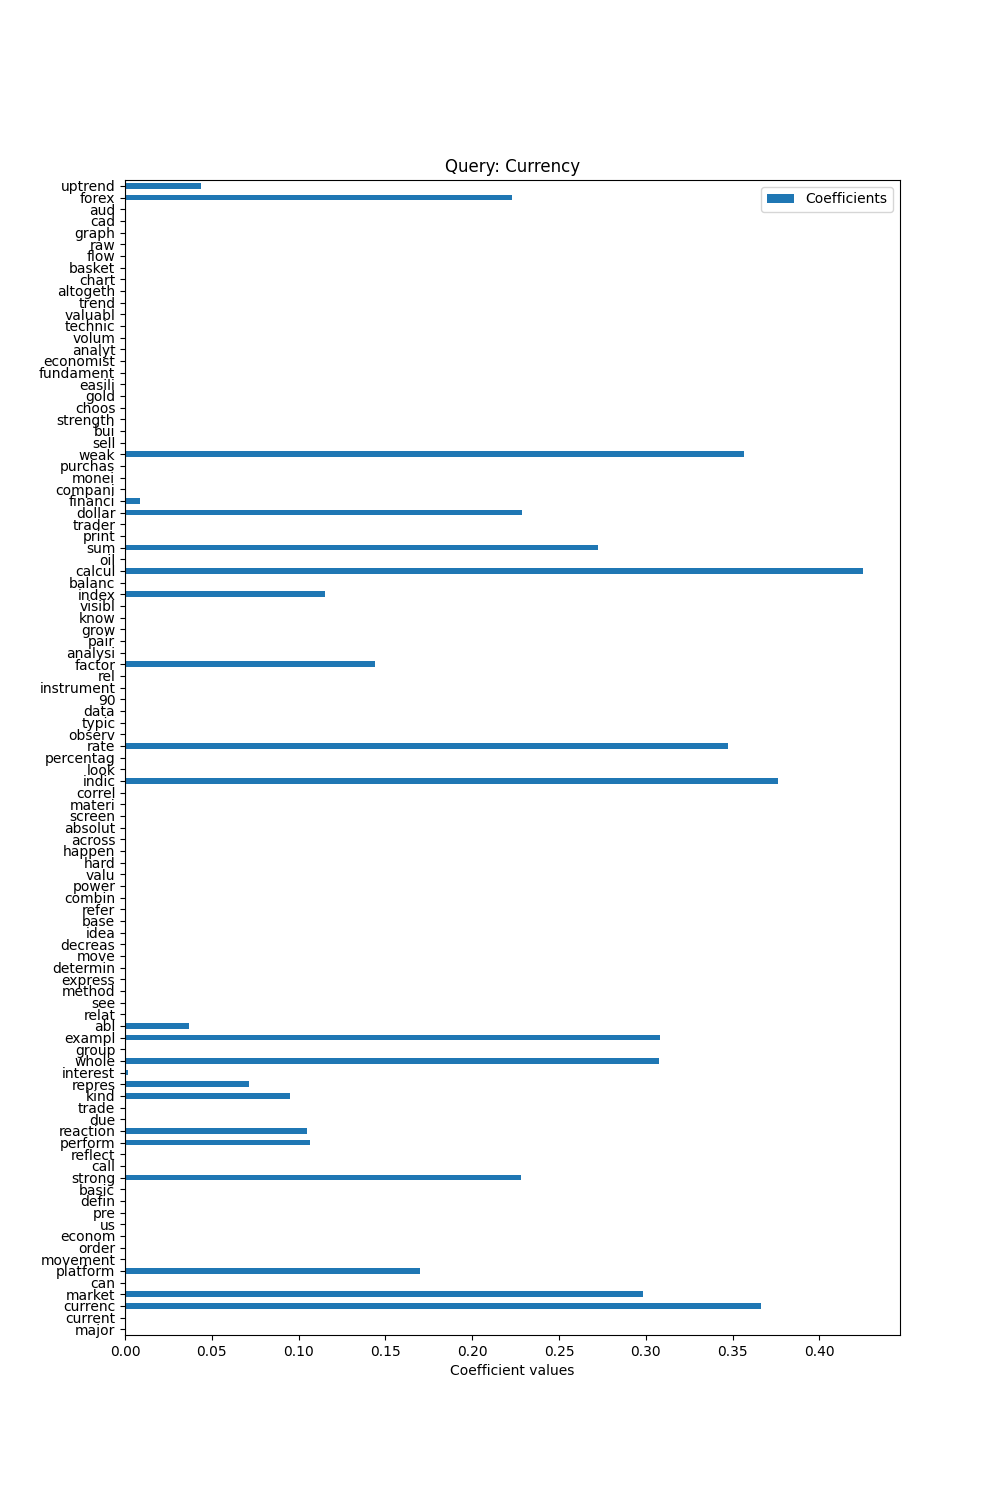 Query: Currency
Coefficients
uptrend
forex
aud
cad
graph
raw
flow
basket
chart
altogeth
trend
valuabl
technic
volum
analyt
economist
fundament
easili
gold
choos
strength
bui
sell
weak
purchas
monei
compani
financi
dollar
trader
print
sum
oil
calcul
balanc
index
visibl
know
grow
pair
analysi
factor
rel
instrument
90
data
typic
observ
rate
percentag
look
indic
correl
materi
screen
absolut
across
happen
hard
valu
power
combin
refer
base
idea
decreas
move
determin
express
method
see
relat
abl
exampl
group
whole
interest
repres
kind
trade
due
reaction
perform
reflect
call
strong
basic
defin
pre
us
econom
order
movement
platform
can
market
currenc
current
major
0.00 0.05 0.10 0.15 0.20 0.25 0.30 0.35 0.40
Coefficient values